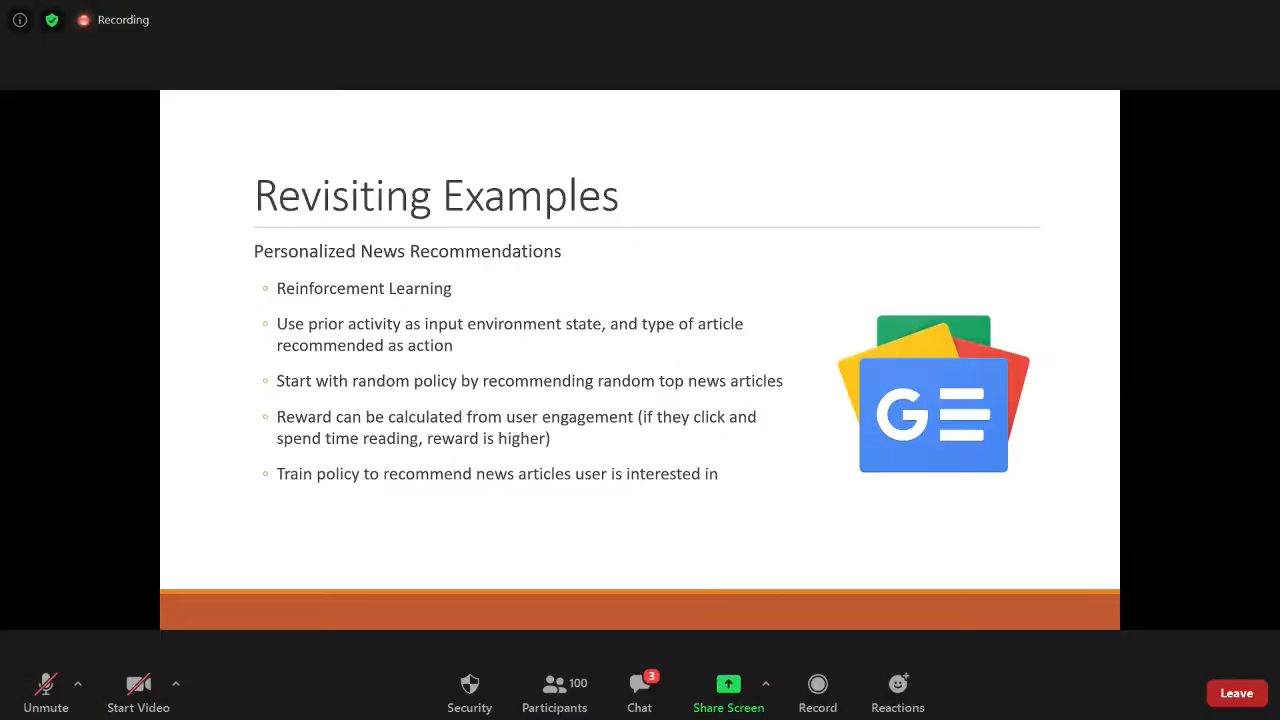 Recording
Revisiting Examples
Personalized News Recommendations
Reinforcement Learning
Use prior activity as input environment state, and type of article
recommended as action
Start with random policy by recommending random top news articles
Reward can be calculated from user engagement (if they click and
spend time reading, reward is higher)
Train policy to recommend news articles user is interested in
G
3
100
Unmute
Start Video
Security
Participants
Chat
Share Screen
Record
Reactions
Leave